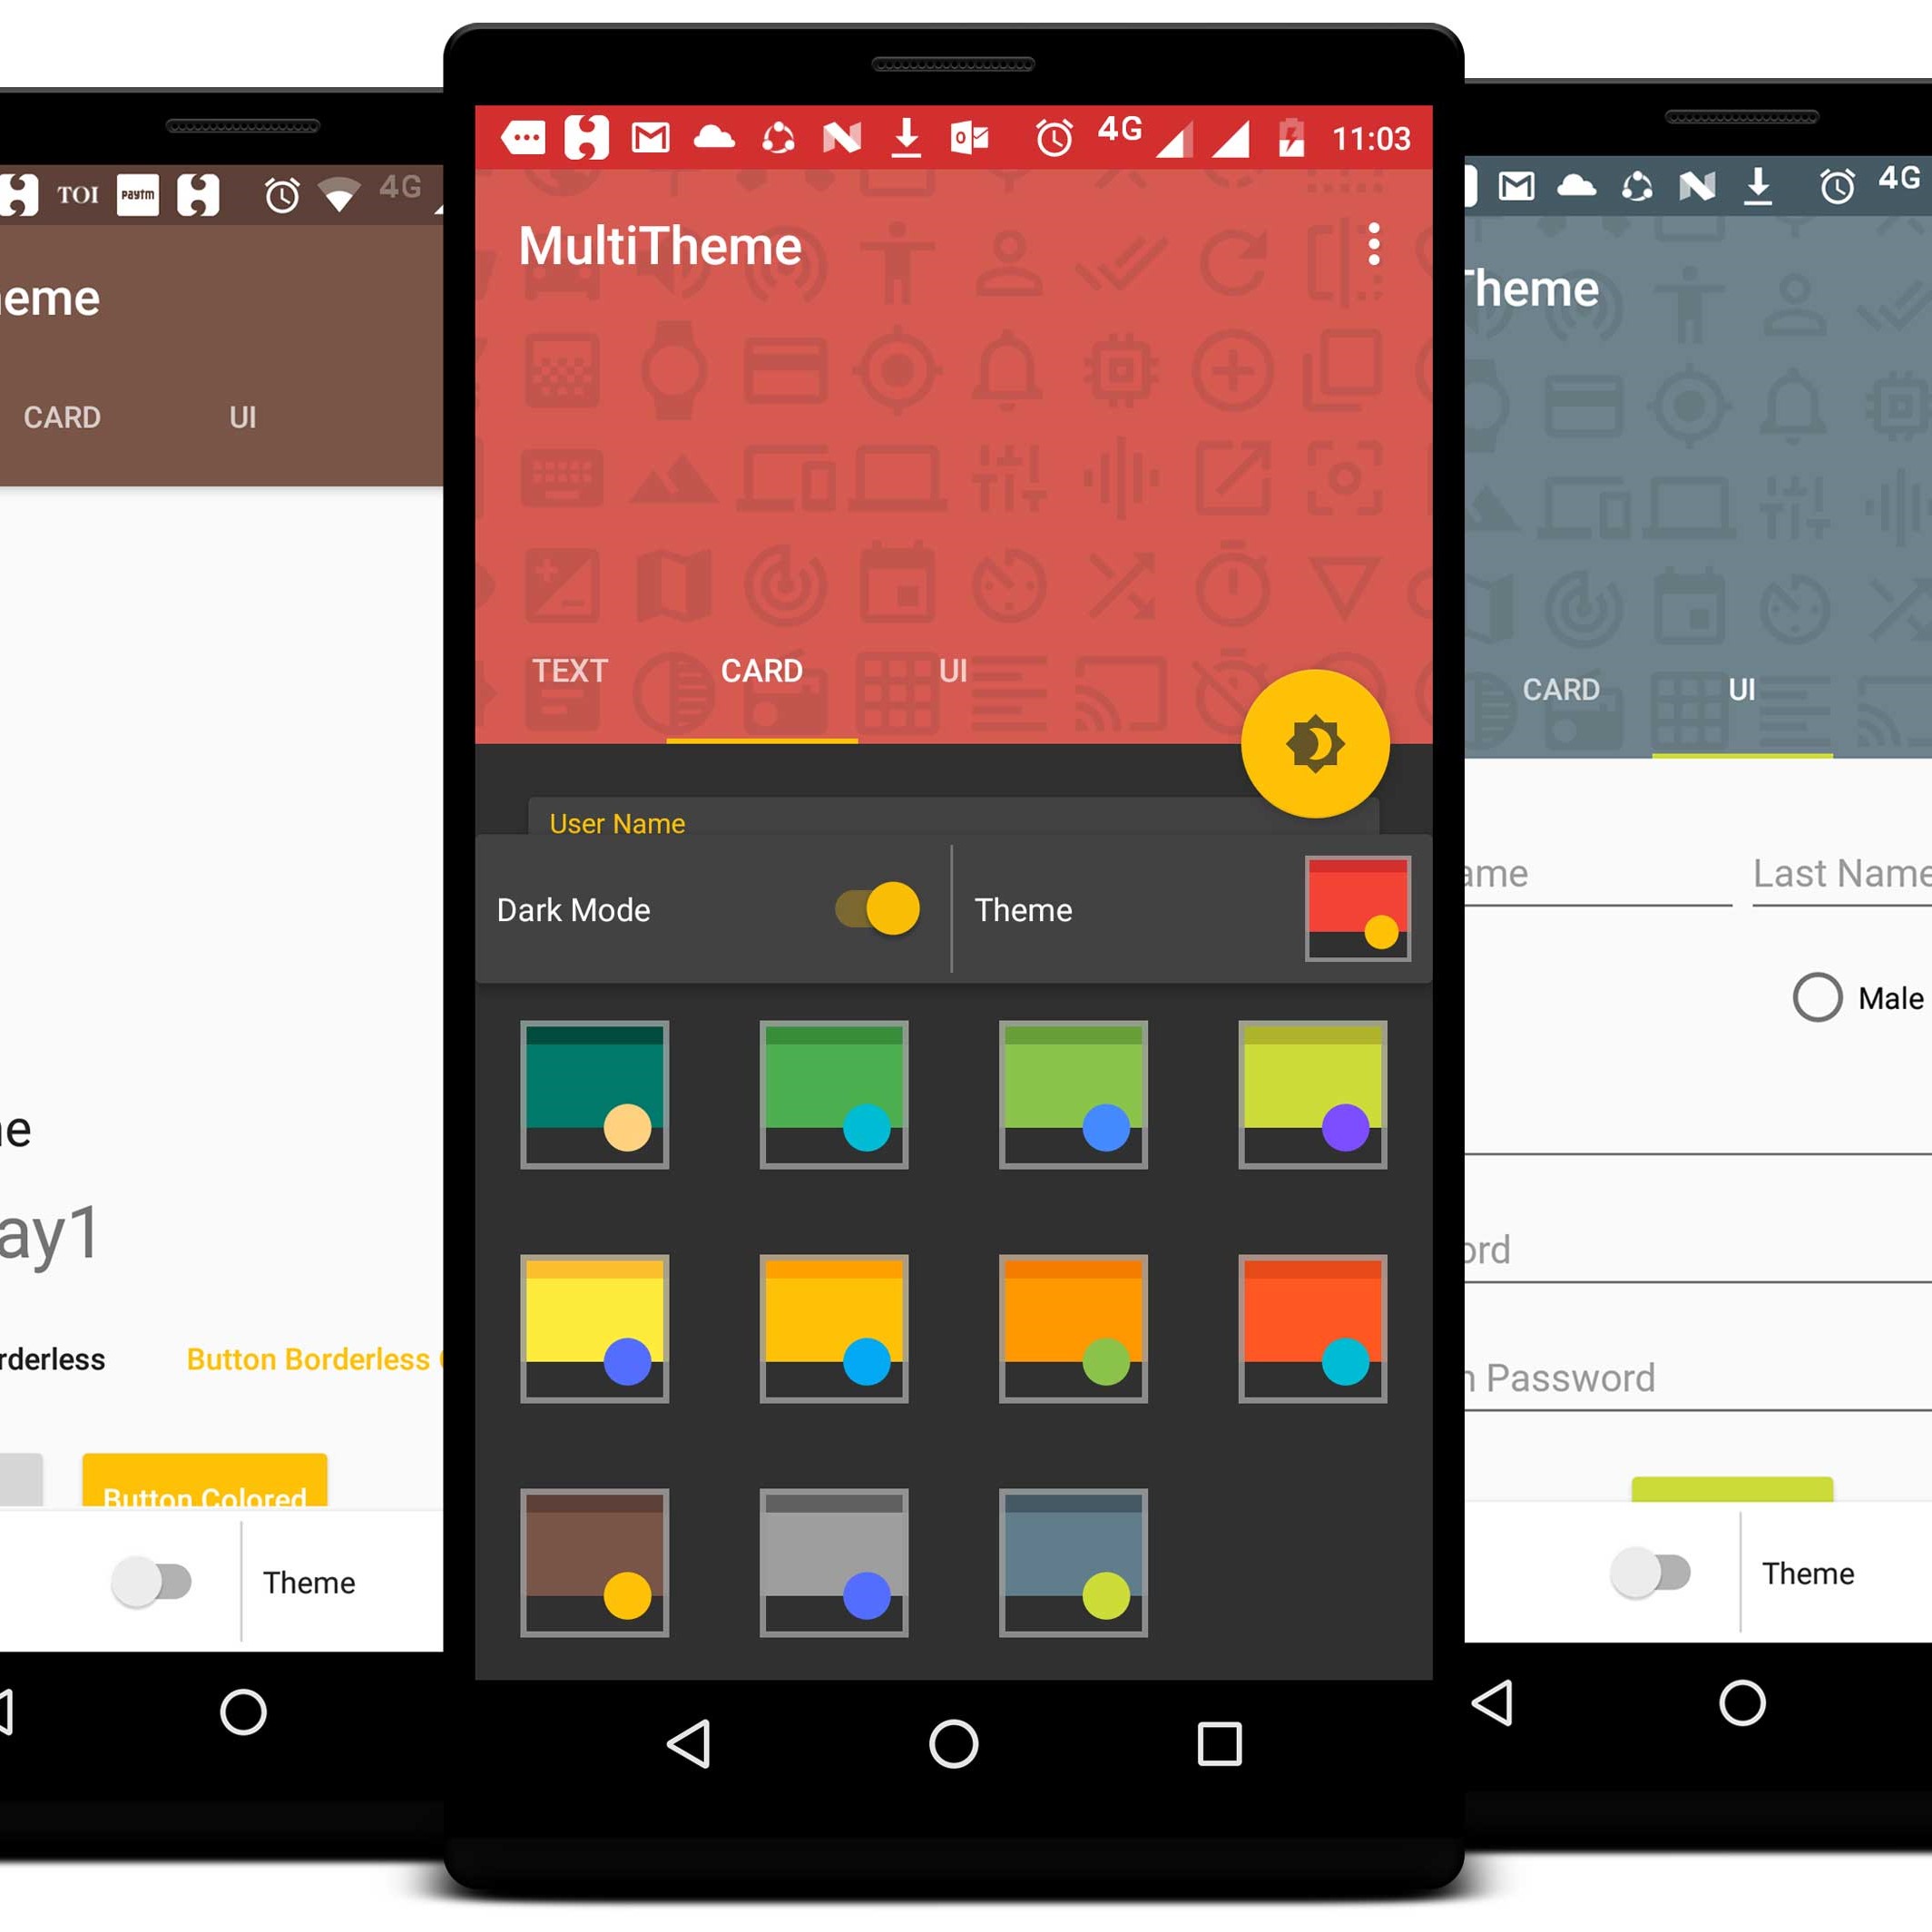 TOI
paytm
4G
eme
CARD
UI
ne
ay1
rderless
Button Borderless
Button Colored
Theme
4G
11:03
MultiTheme
TEXT
CARD
UI
User Name
Dark Mode
Theme
4G
Theme
CARD
UI
ame
Last Name
Male
ord
n Password
Theme